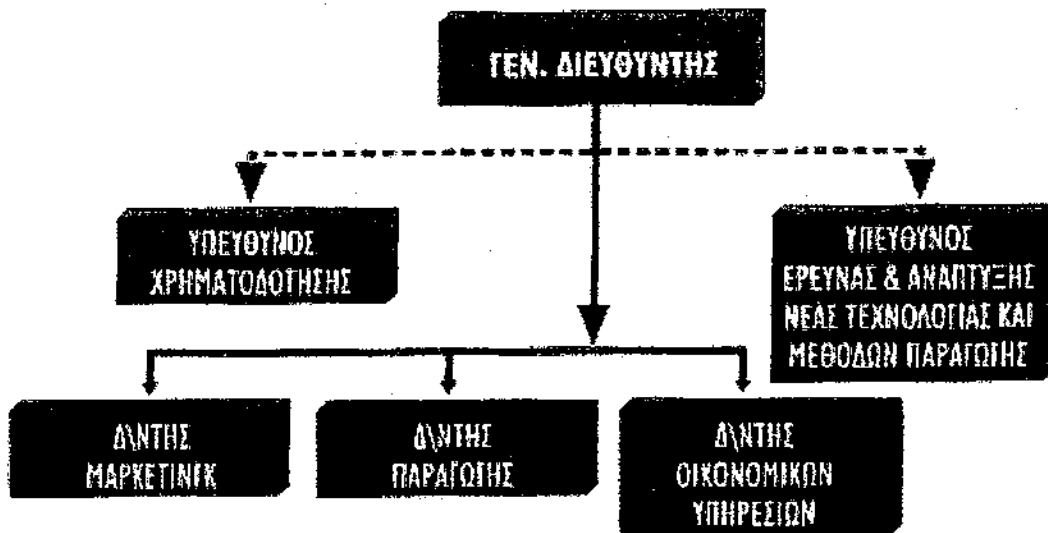 ΓΕΝ. ΔΙΕΥΘΥΝΤΗΣ
ΥΠΕΥΘΥΝΟΣ
ΧΡΗΜΑΤΟΔΟΤΗΣΗΣ
ΥΠΕΥΘΥΝΟΣ
ΕΡΕΥΝΑΣ & ΑΝΑΠΤΥΞΗΣ
ΝΕΑΣ ΤΕΧΝΟΛΟΓΙΑΣ ΚΑΙ
ΜΕΘΟΔΩΝ ΠΑΡΑΓΩΓΗΣ
Δ\ΝΤΗΣ
ΜΑΡΚΕΤΙΝΓΚ
Δ\ΝΤΗΣ
ΠΑΡΑΓΩΓΗΣ
Δ\ΝΤΗΣ
ΟΙΚΟΝΟΜΙΚΩΝ
ΥΠΗΡΕΣΙΩΝ